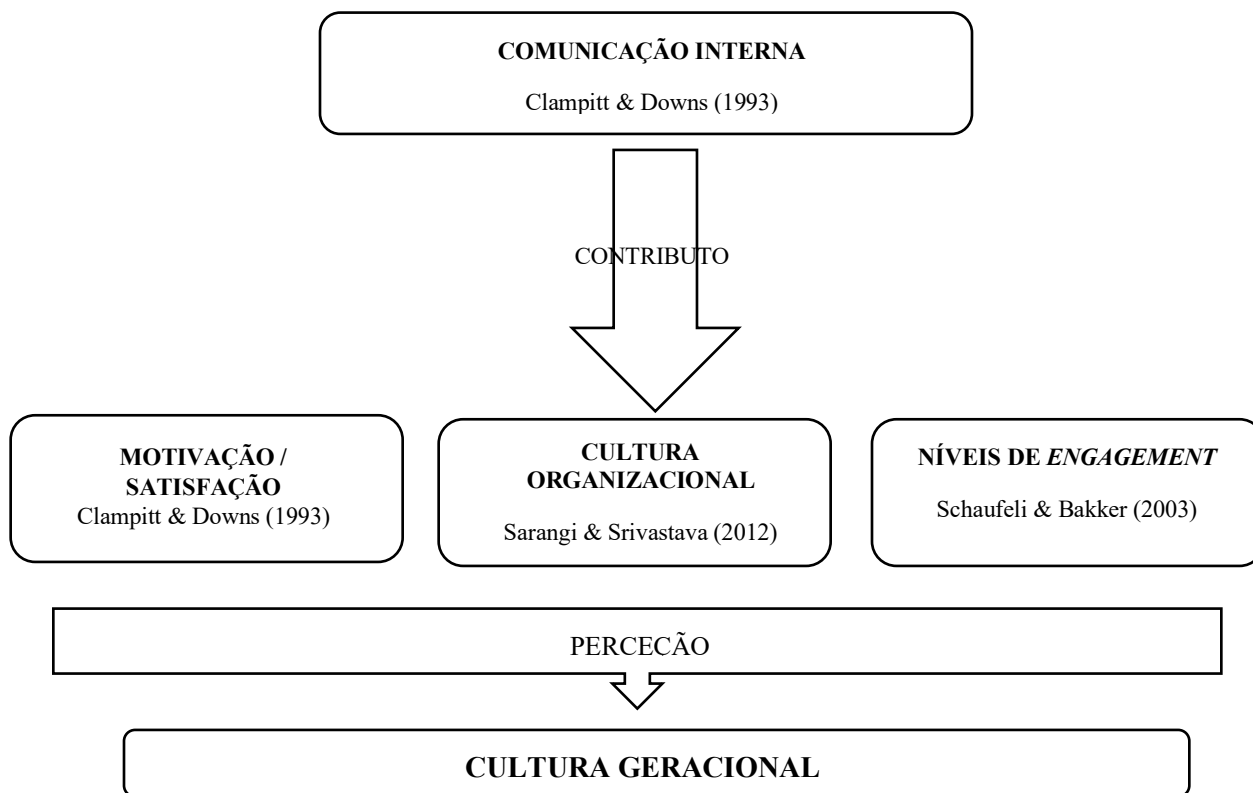 COMUNICAÇÃO INTERNA
Clampitt & Downs (1993)
CONTRIBUTO
MOTIVAÇÃO /
SATISFAÇÃO
Clampitt & Downs (1993)
CULTURA
ORGANIZACIONAL
Sarangi & Srivastava (2012)
NÍVEIS DE ENGAGEMENT
Schaufeli & Bakker (2003)
PERCECÃO
CULTURA GERACIONAL